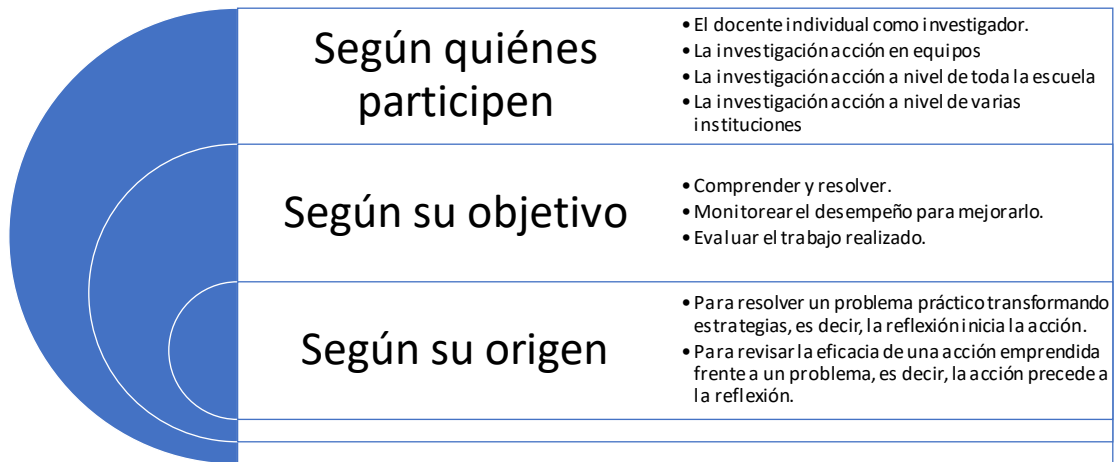 Según quiénes
participen
• El docente individual como investigador.
• La investigación acción en equipos
• La investigación acción a nivel de toda la escuela
• La investigación acción a nivel de varias
instituciones
Según su objetivo
• Comprender y resolver.
• Monitorear el desempeño para mejorarlo.
• Evaluar el trabajo realizado.
Según su origen
• Para resolver un problema práctico transformando
estrategias, es decir, la reflexión inicia la acción.
• Para revisar la eficacia de una acción emprendida
frente a un problema, es decir, la acción precede a
la reflexión.